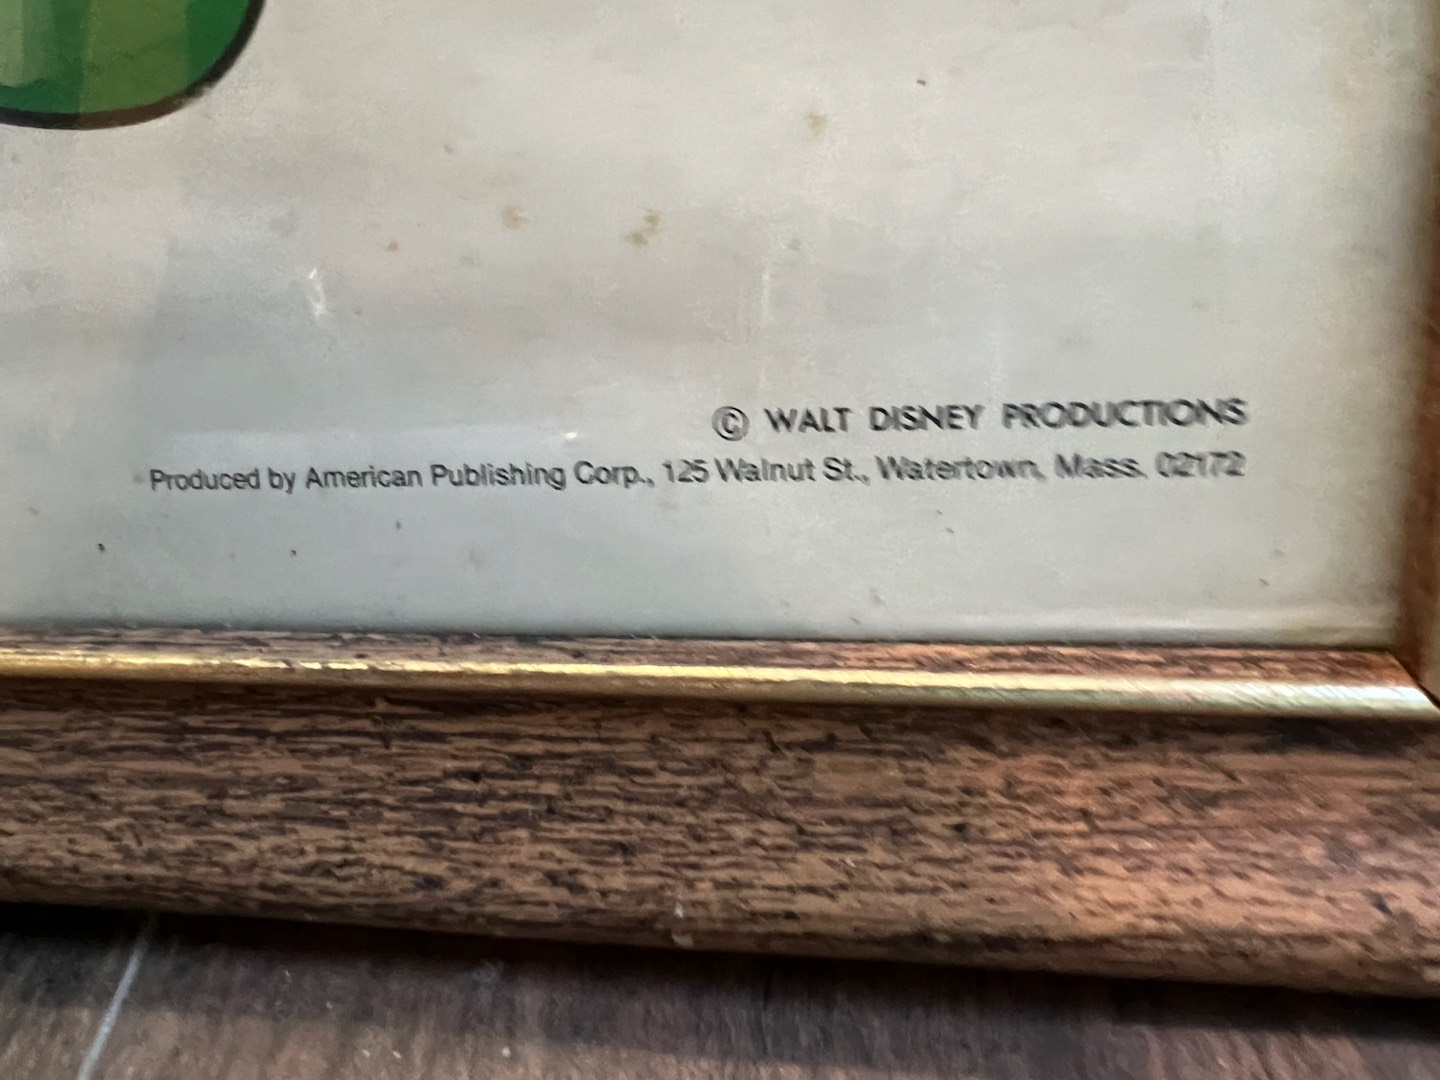 © WALT DISNEY PRODUCTIONS
Produced by American Publishing Corp., 125 Walnut St., Watertown, Mass. 02172